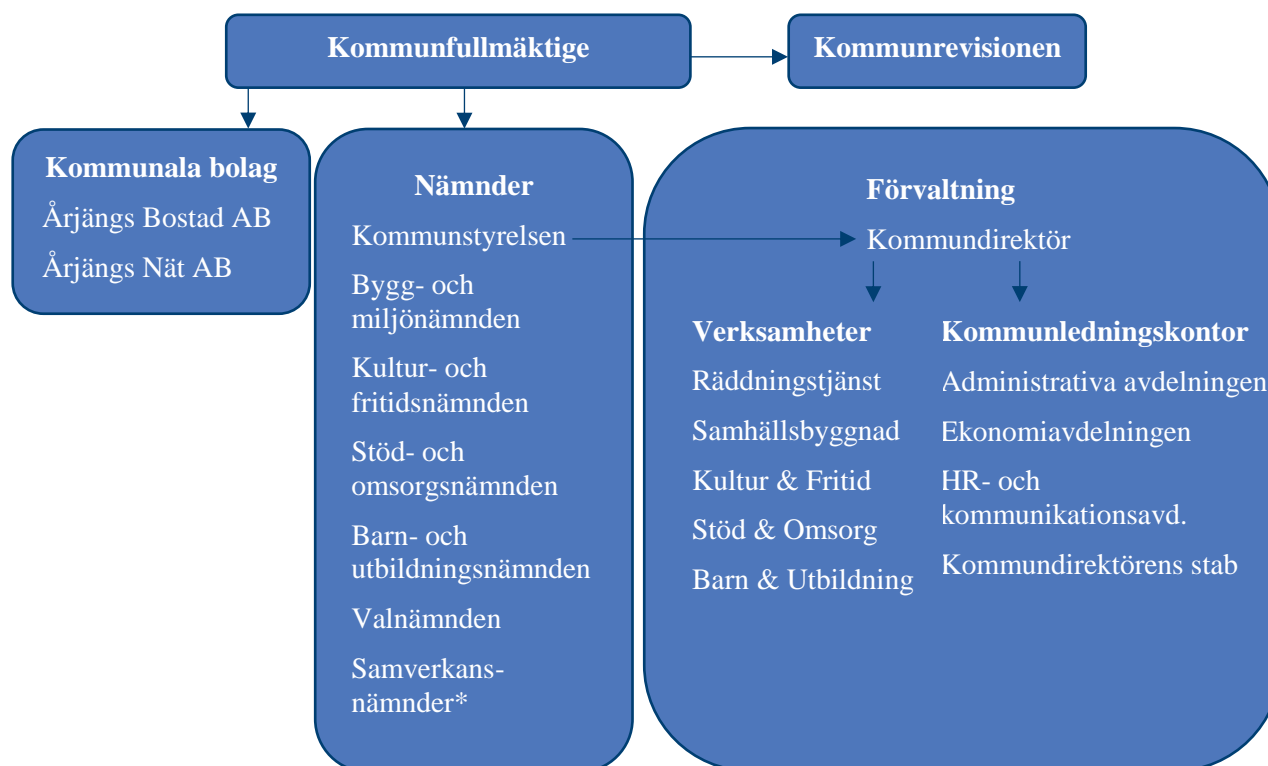 Kommunfullmäktige
Kommunrevisionen
Kommunala bolag
Årjängs Bostad AB
Årjängs Nät AB
Nämnder
Kommunstyrelsen
Bygg- och
miljönämnden
Kultur- och
fritidsnämnden
Stöd- och
omsorgsnämnden
Barn- och
utbildningsnämnden
Valnämnden
Samverkans-
nämnder*
Förvaltning
Kommundirektör
Verksamheter
Räddningstjänst
Samhällsbyggnad
Kultur & Fritid
Stöd & Omsorg
Barn & Utbildning
Kommunledningskontor
Administrativa avdelningen
Ekonomiavdelningen
HR- och
kommunikationsavd.
Kommundirektörens stab